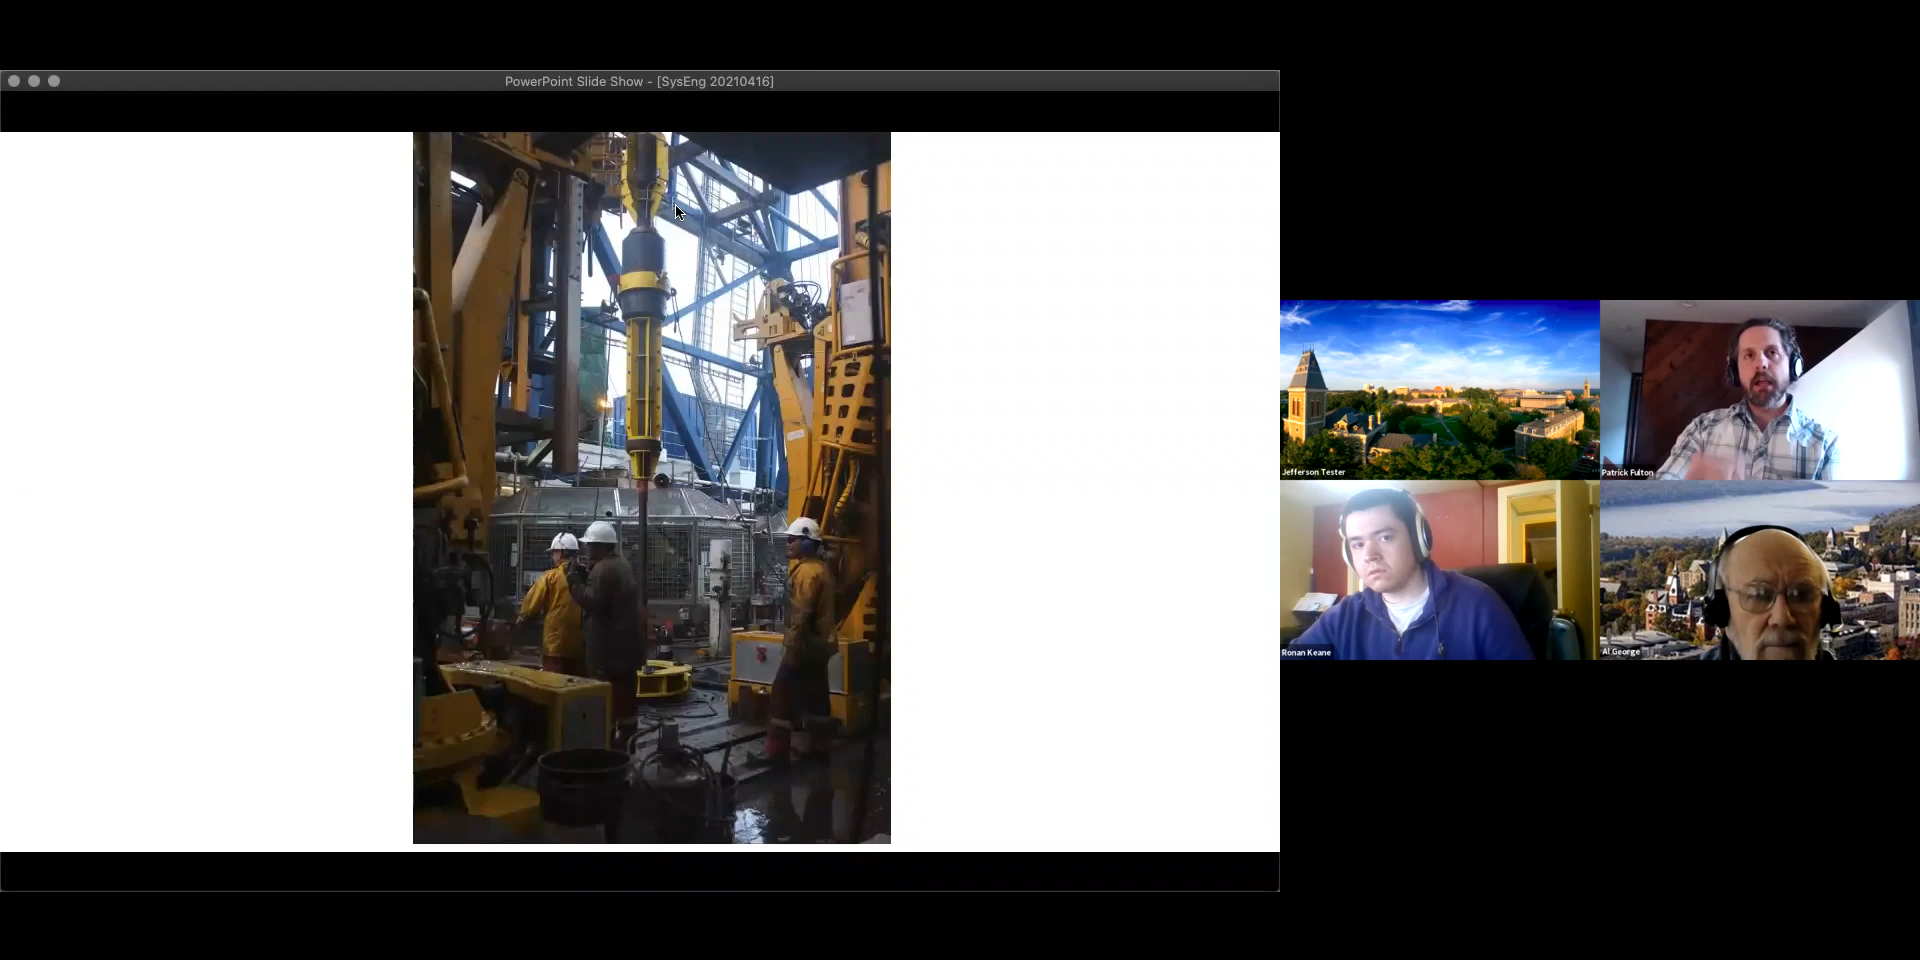 PowerPoint Slide Show - [SysEng 20210416]
Jefferson Tester
Patrick Fulton
Ronan Keane
Al George